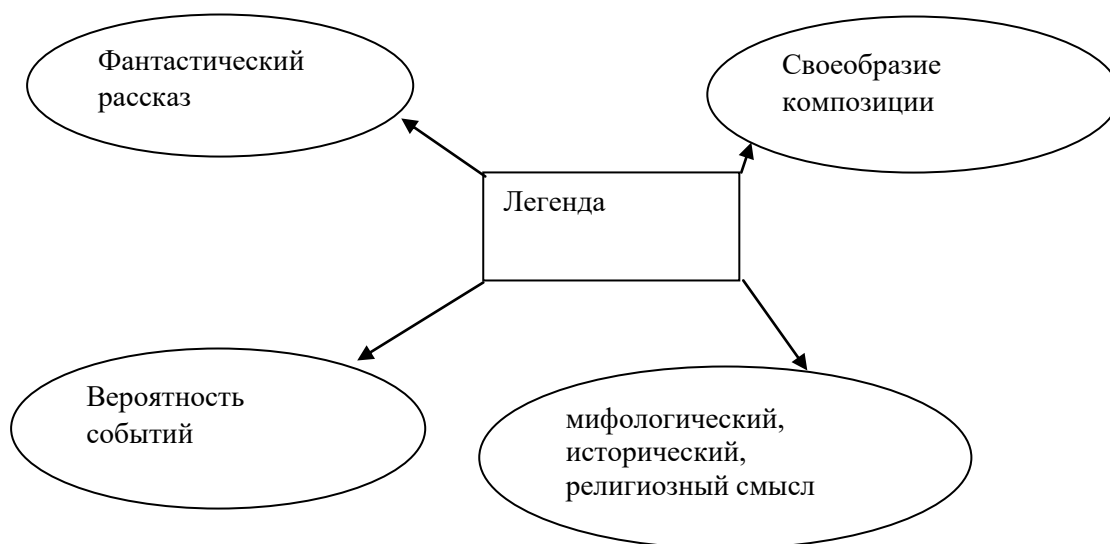 Фантастический
рассказ
Своеобразие
композиции
Легенда
Вероятность
событий
мифологический,
исторический,
религиозный смысл